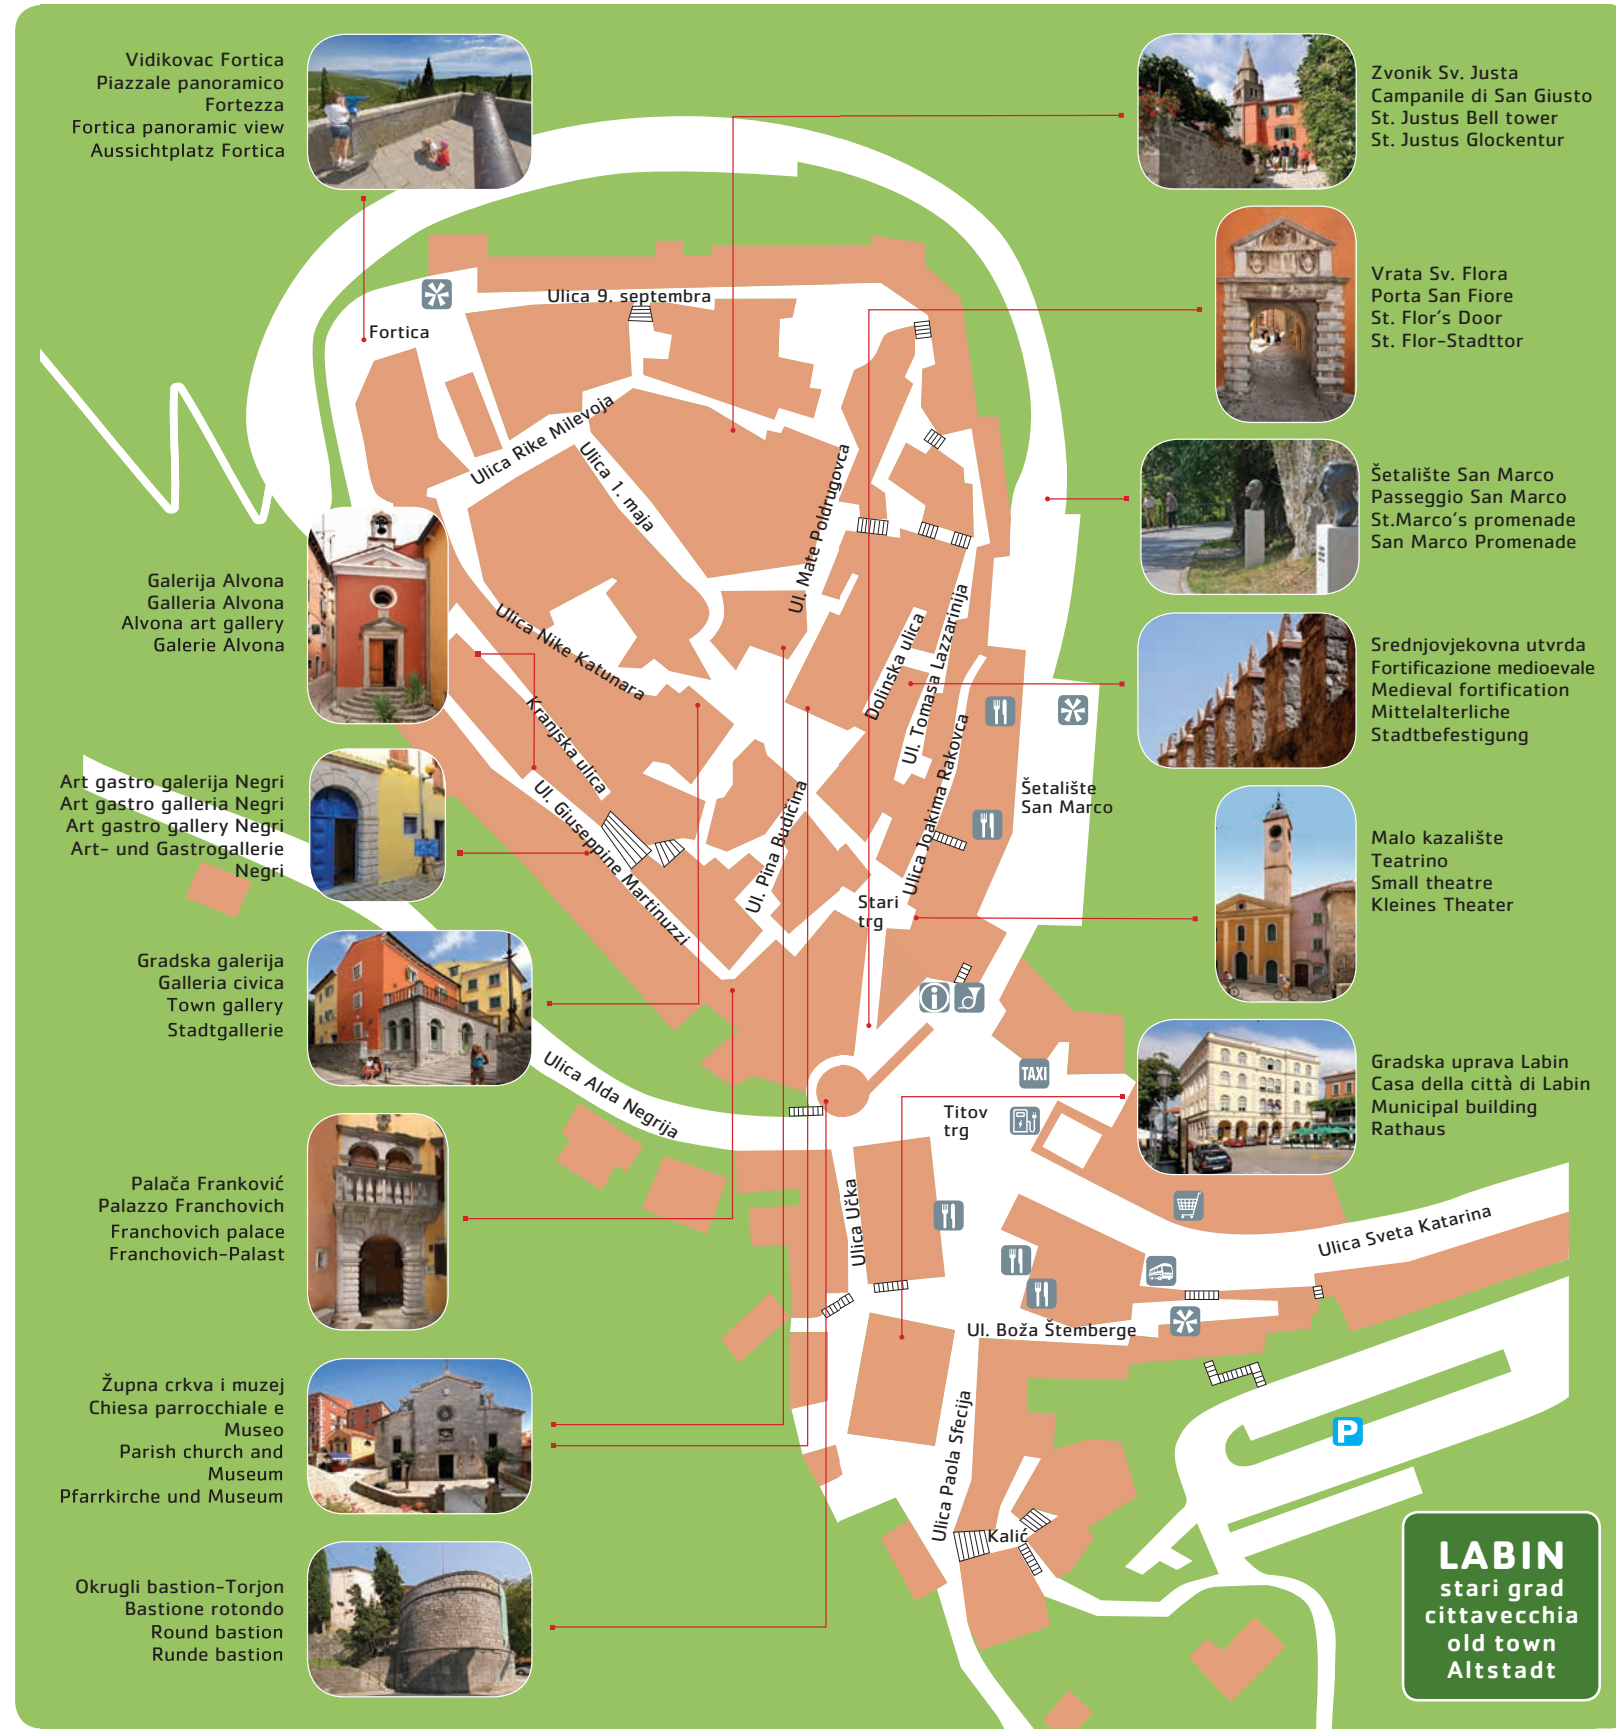 Vidikovac Fortica
Piazzale panoramico
Fortezza
Fortica panoramic view
Aussichtplatz Fortica
Galerija Alvona
Galleria Alvona
Alvona art gallery
Galerie Alvona
Art gastro galerija Negri
Art gastro galleria Negri
Art gastro gallery Negri
Art- und Gastrogallerie
Negri
Gradska galerija
Galleria civica
Town gallery
Stadtgallerie
Palača Franković
Palazzo Franchovich
Franchovich palace
Franchovich-Palast
Župna crkva i muzej
Chiesa parrocchiale e
Museo
Parish church and
Museum
Pfarrkirche und Museum
Okrugli bastion-Torjon
Bastione rotondo
Round bastion
Runde bastion
Zvonik Sv. Justa
Campanile di San Giusto
St. Justus Bell tower
St. Justus Glockentur
Vrata Sv. Flora
Porta San Fiore
St. Flor's Door
St. Flor-Stadttor
Šetalište San Marco
Passeggio San Marco
St.Marco's promenade
San Marco Promenade
Srednjovjekovna utvrda
Fortificazione medioevale
Medieval fortification
Mittelalterliche
Stadtbefestigung
Malo kazalište
Teatrino
Small theatre
Kleines Theater
Gradska uprava Labin
Casa della città di Labin
Municipal building
Rathaus
Ulica 9. septembra
Fortica
Ulica Rike Milevoja
Ulica 1. maja
Ul. Mate Poldrugovca
Ulica Nike Katunara
Kranjska ulica
Ul. Giuseppine Martinuzzi
Ul. Pina Budičina
Dolinska ulica
Ul. Tomasa Lazzarinija
Ulica Joakima Rakovca
Šetalište
San Marco
Stari
trg
i
TAXI
Titov
trg
Ulica Alda Negrija
Ulica Učka
Ulica Sveta Katarina
Ul. Boža Štemberge
Ulica Paola Sfecija
Kalić
P
LABIN
stari grad
cittavecchia
old town
Altstadt